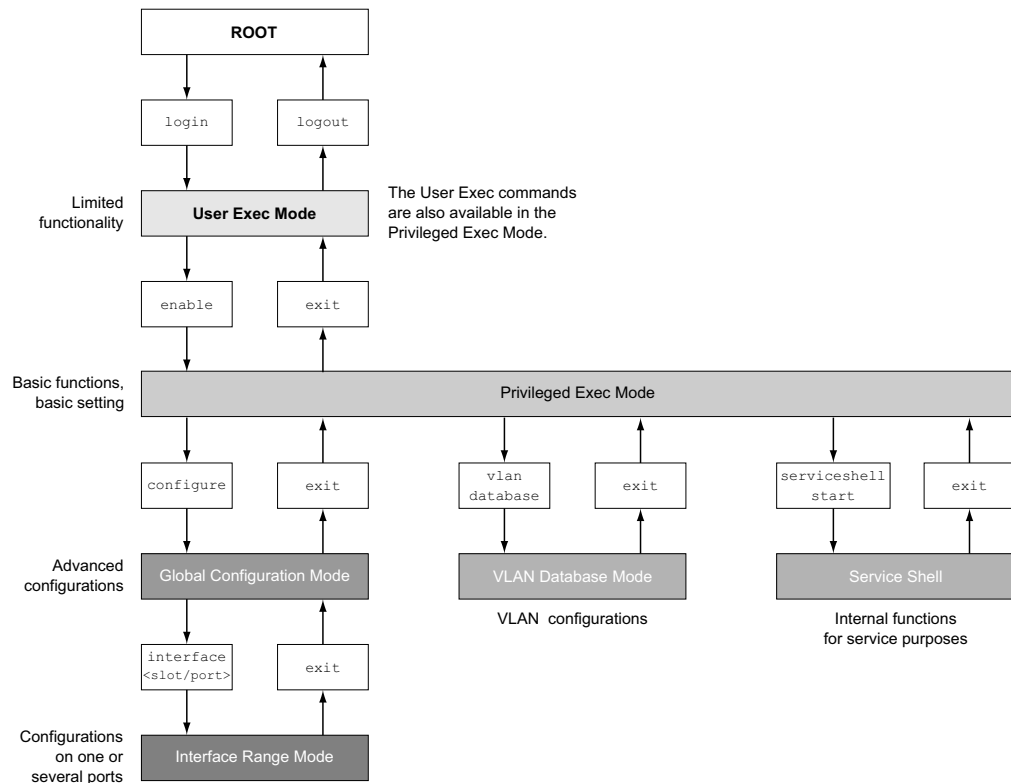 ROOT
login
logout
Limited
functionality
User Exec Mode
The User Exec commands
are also available in the
Privileged Exec Mode.
enable
exit
Basic functions,
basic setting
Privileged Exec Mode
configure
exit
vlan
database
exit
serviceshell
start
exit
Advanced
configurations
Global Configuration Mode
VLAN Database Mode
Service Shell
VLAN configurations
Internal functions
for service purposes
interface
<slot/port>
exit
Configurations
on one or
several ports
Interface Range Mode